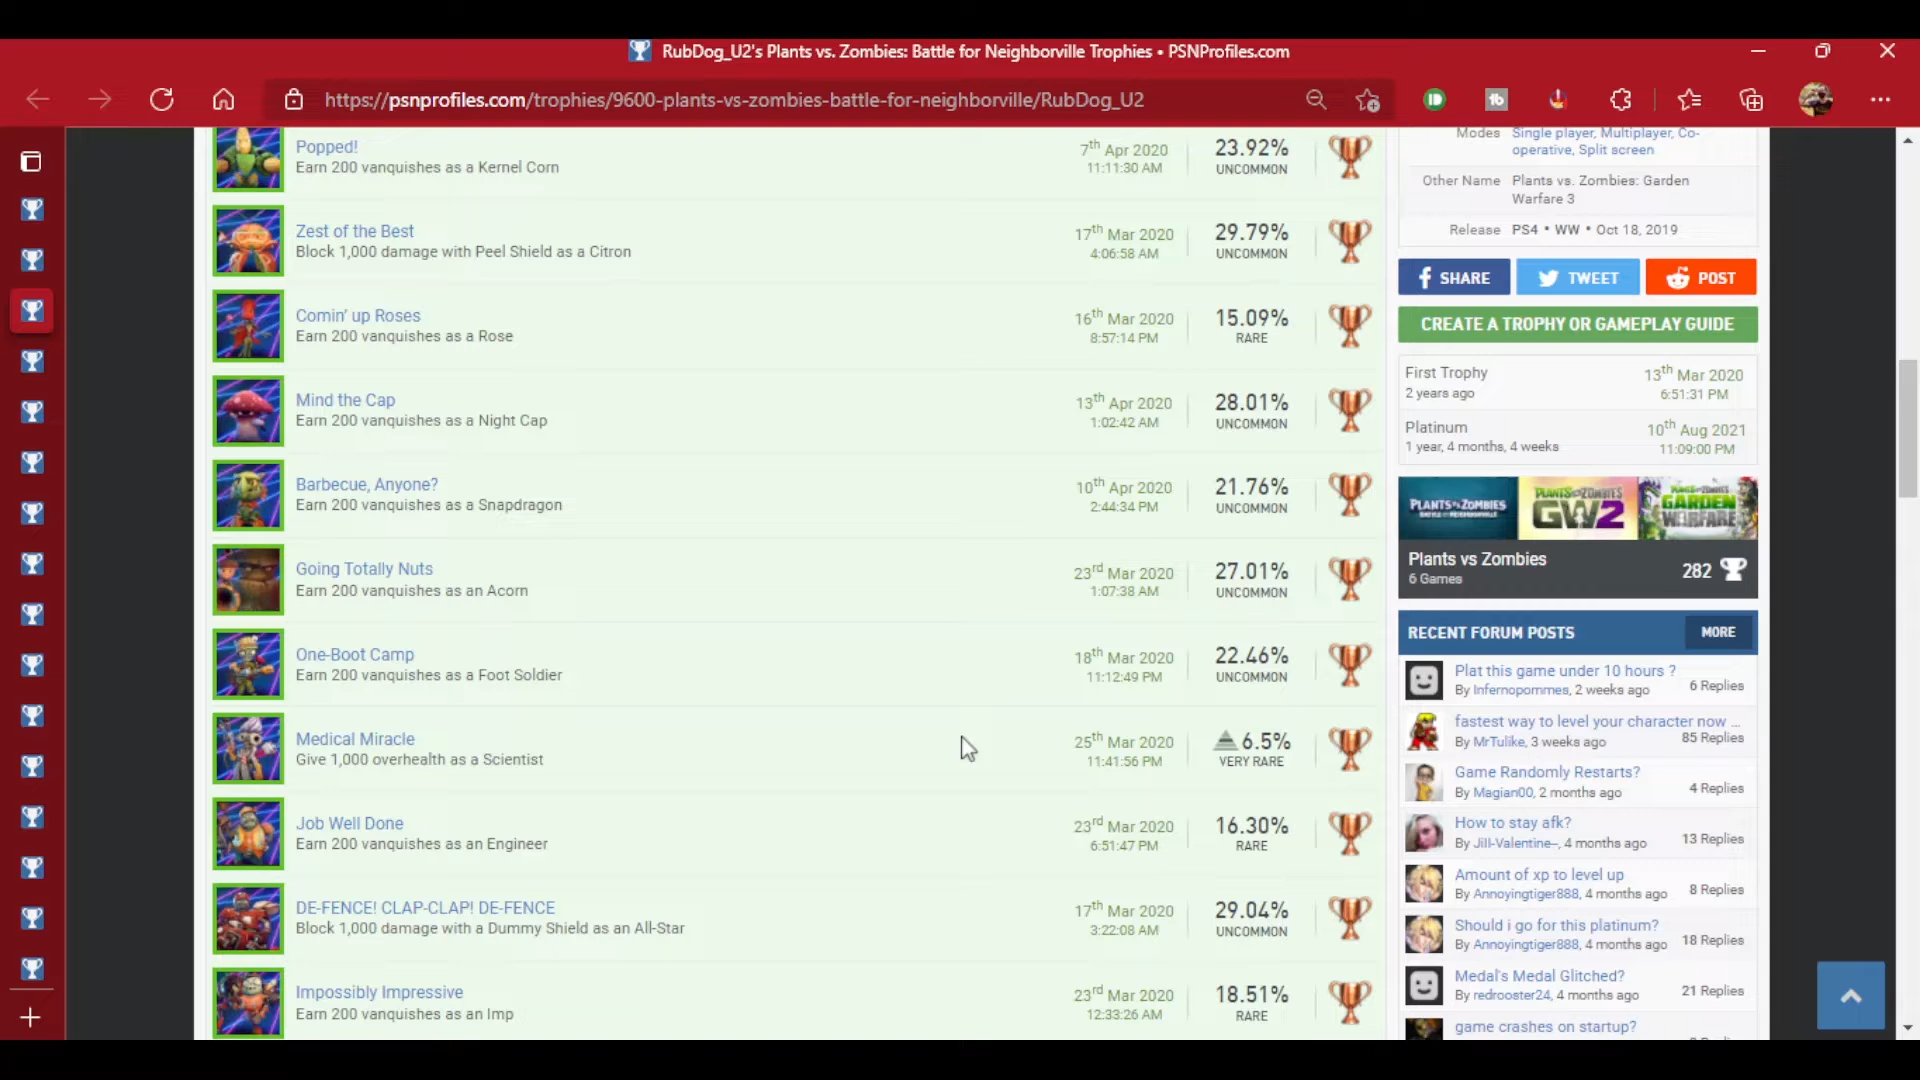 RubDog_U2's Plants vs. Zombies: Battle for Neighborville Trophies • PSNProfiles.com
https://psnprofiles.com/trophies/9600-plants-vs-zombies-battle-for-neighborville/RubDog_U2
Popped!
Earn 200 vanquishes as a Kernel Corn
7th Apr 2020
11:11:30 AM
23.92%
UNCOMMON
Zest of the Best
Block 1,000 damage with Peel Shield as a Citron
17th Mar 2020
4:06:58 AM
29.79%
UNCOMMON
Comin' up Roses
Earn 200 vanquishes as a Rose
16th Mar 2020
8:57:14 PM
15.09%
RARE
Mind the Cap
Earn 200 vanquishes as a Night Cap
13th Apr 2020
1:02:42 AM
28.01%
UNCOMMON
Barbecue, Anyone?
Earn 200 vanquishes as a Snapdragon
10th Apr 2020
2:44:34 PM
21.76%
UNCOMMON
Going Totally Nuts
Earn 200 vanquishes as an Acorn
23rd Mar 2020
1:07:38 AM
27.01%
UNCOMMON
One-Boot Camp
Earn 200 vanquishes as a Foot Soldier
18th Mar 2020
11:12:49 PM
22.46%
UNCOMMON
Medical Miracle
Give 1,000 overhealth as a Scientist
25th Mar 2020
11:41:56 PM
6.5%
VERY RARE
Job Well Done
Earn 200 vanquishes as an Engineer
23rd Mar 2020
6:51:47 PM
16.30%
RARE
DE-FENCE! CLAP-CLAP! DE-FENCE
Block 1,000 damage with a Dummy Shield as an All-Star
17th Mar 2020
3:22:08 AM
29.04%
UNCOMMON
Impossibly Impressive
Earn 200 vanquishes as an Imp
23rd Mar 2020
12:33:26 AM
18.51%
RARE
Modes Single player, Multiplayer, Co-
operative, Split screen
Other Name Plants vs. Zombies: Garden
Warfare 3
Release PS4 • WW • Oct 18, 2019
SHARE
TWEET
POST
CREATE A TROPHY OR GAMEPLAY GUIDE
First Trophy
2 years ago
13th Mar 2020
6:51:31 PM
Platinum
1 year, 4 months, 4 weeks
10th Aug 2021
11:09:00 PM
PLANTS vs ZOMBIES
PLANTS vs ZOMBIES
GW2
GARDEN
WARFARE
Plants vs Zombies
6 Games
282
RECENT FORUM POSTS
MORE
Plat this game under 10 hours ?
By Infernopommes, 2 weeks ago
6 Replies
fastest way to level your character now ...
By MrTulike, 3 weeks ago
85 Replies
Game Randomly Restarts?
By Magian00, 2 months ago
4 Replies
How to stay afk?
By Jill-Valentine--, 4 months ago
13 Replies
Amount of xp to level up
By Annoyingtiger888, 4 months ago
8 Replies
Should i go for this platinum?
By Annoyingtiger888, 4 months ago
18 Replies
Medal's Medal Glitched?
By redrooster24, 4 months ago
21 Replies
game crashes on startup?